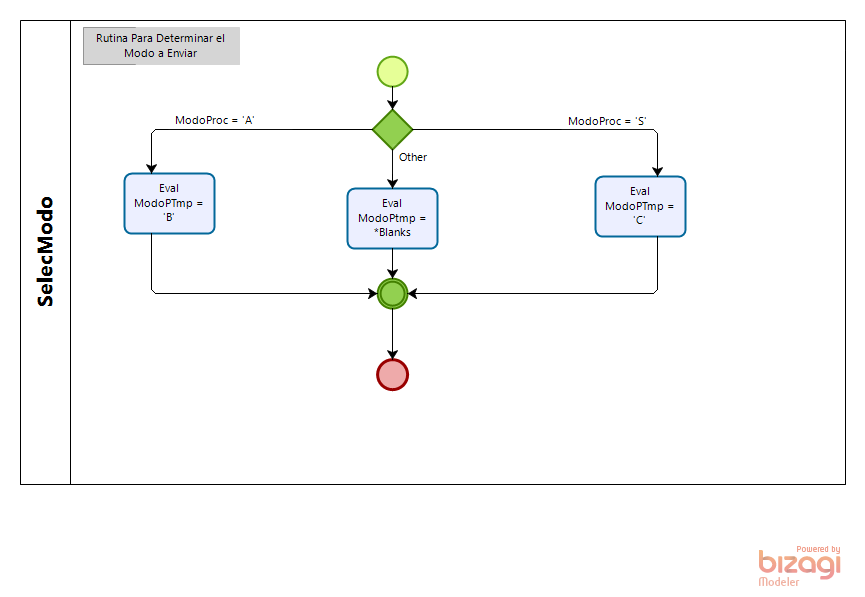 Rutina Para Determinar el
Modo a Enviar
ModoProc = 'A'
ModoProc = 'S'
Other
Eval
ModoPTmp =
'B'
Eval
ModoPtmp =
*Blanks
Eval
ModoPTmp =
'C'
SelecModo
Powered by
bizagi
Modeler